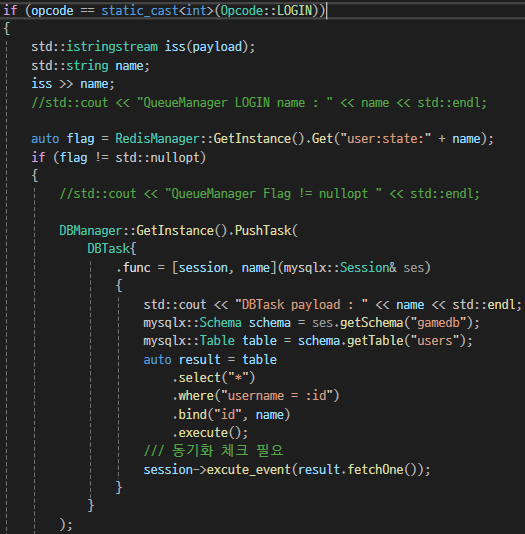 if (opcode == static_cast<int>(Opcode::LOGIN))
{
    std::istringstream iss(payload);
    std::string name;
    iss >> name;
    //std::cout << "QueueManager LOGIN name : " << name << std::endl;

    auto flag = RedisManager::GetInstance().Get("user:state:" + name);
    if (flag != std::nullopt)
    {
        //std::cout << "QueueManager Flag != nullopt " << std::endl;

        DBManager::GetInstance().PushTask(
            DBTask{
                .func = [session, name](mysqlx::Session& ses)
                {
                    std::cout << "DBTask payload : " << name << std::endl;
                    mysqlx::Schema schema = ses.getSchema("gamedb");
                    mysqlx::Table table = schema.getTable("users");
                    auto result = table
                        .select("*")
                        .where("username = :id")
                        .bind("id", name)
                        .execute();
                    /// 동기화 체크 필요
                    session->excute_event(result.fetchOne());
                }
            }
        );